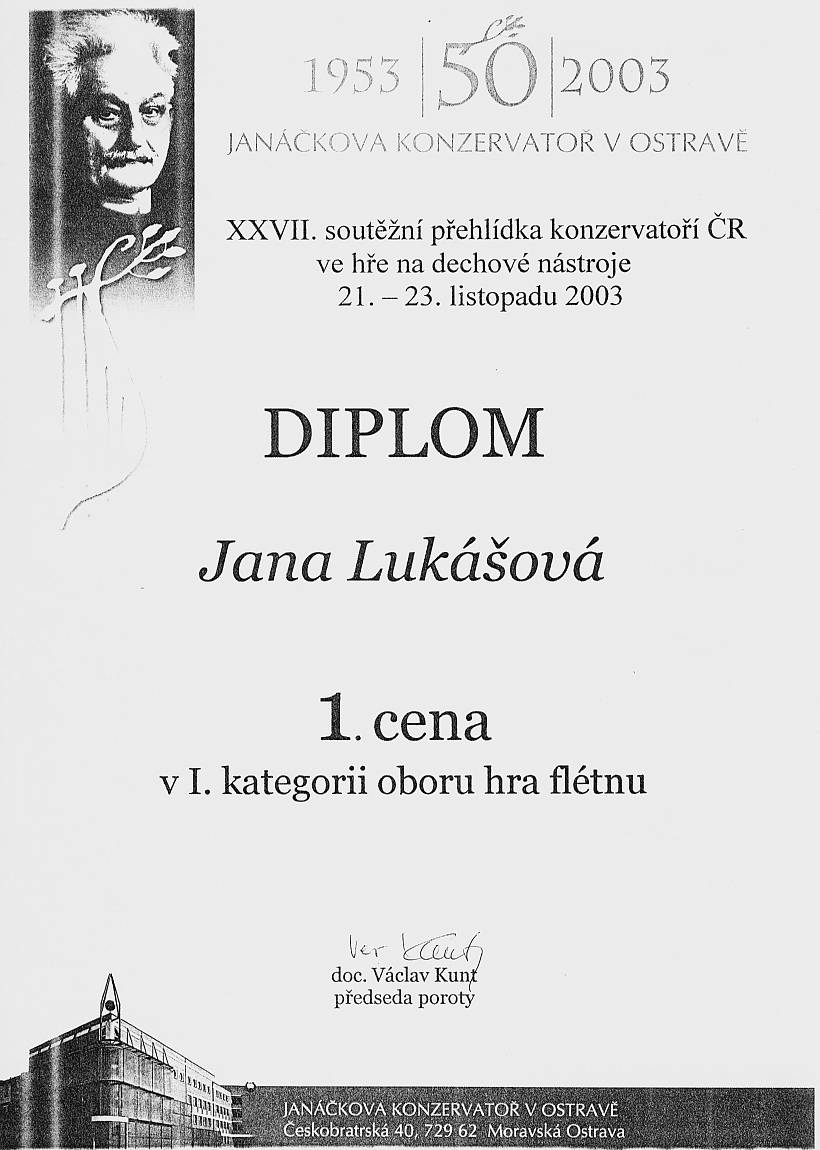 1953 | 50 | 2003
JANÁČKOVA KONZERVATOŘ V OSTRAVĚ
XXVII. soutěžní přehlídka konzervatoří ČR
ve hře na dechové nástroje
21. – 23. listopadu 2003
DIPLOM
Jana Lukášová
1. cena
v I. kategorii oboru hra flétnu
doc. Václav Kunt
předseda poroty
JANÁČKOVA KONZERVATOŘ V OSTRAVĚ
Českobratrská 40, 729 62 Moravská Ostrava